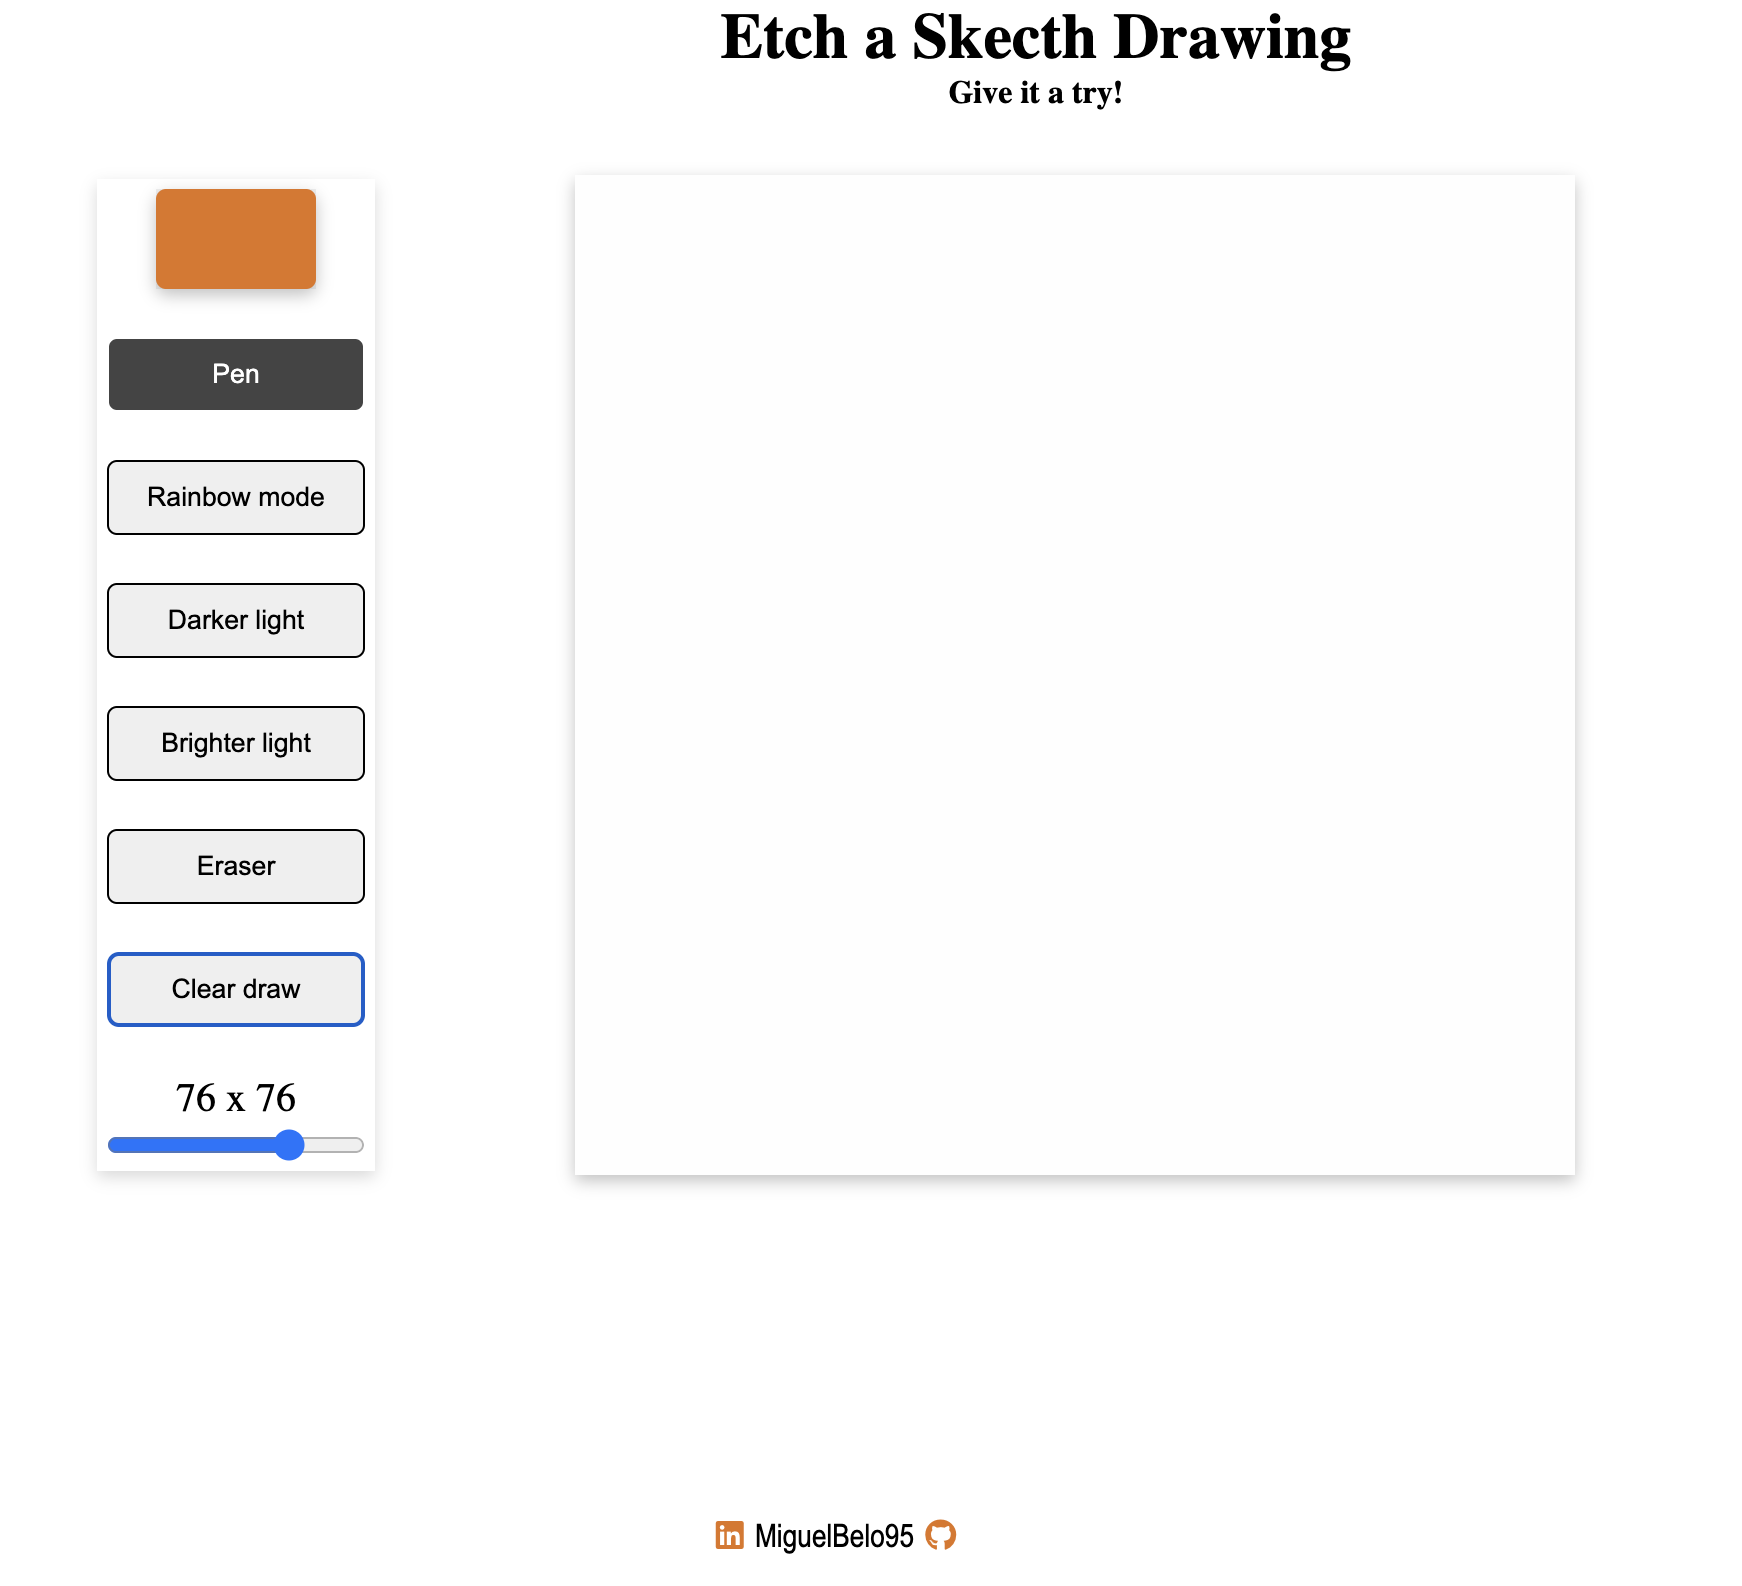 Etch a Skecth Drawing
Give it a try!
Pen
Rainbow mode
Darker light
Brighter light
Eraser
Clear draw
76 x 76
in MiguelBelo95